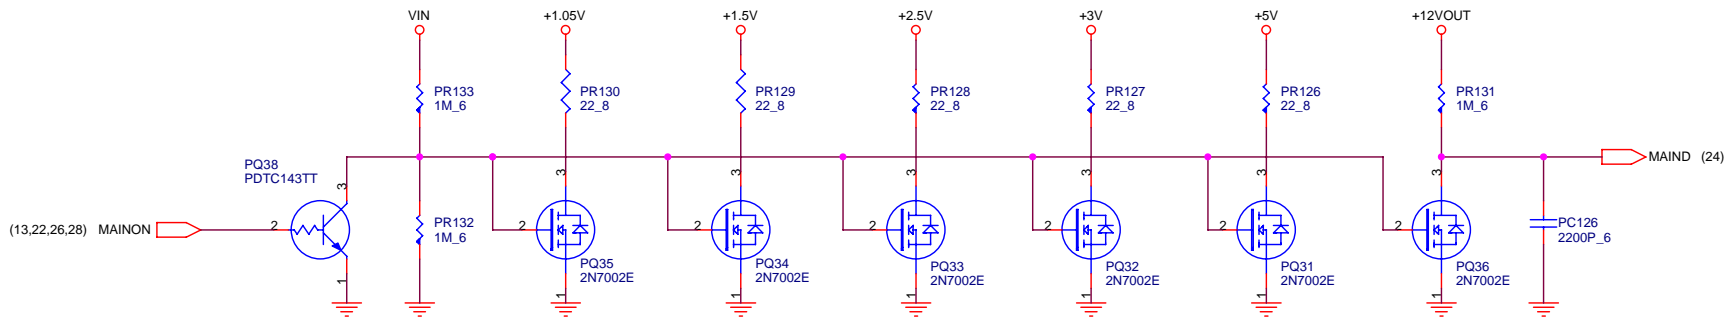 VIN
+1.05V
+1.5V
+2.5V
+3V
+5V
+12VOUT
PR133
1M_6
PR130
22_8
PR129
22_8
PR128
22_8
PR127
22_8
PR126
22_8
PR131
1M_6
PQ38
PDTC143TT
3
3
3
3
3
3
3
MAIND (24)
(13,22,26,28) MAINON
2
PR132
1M_6
2
2
2
2
2
2
PC126
2200P_6
PQ35
2N7002E
PQ34
2N7002E
PQ33
2N7002E
PQ32
2N7002E
PQ31
2N7002E
PQ36
2N7002E
1
1
1
1
1
1
1